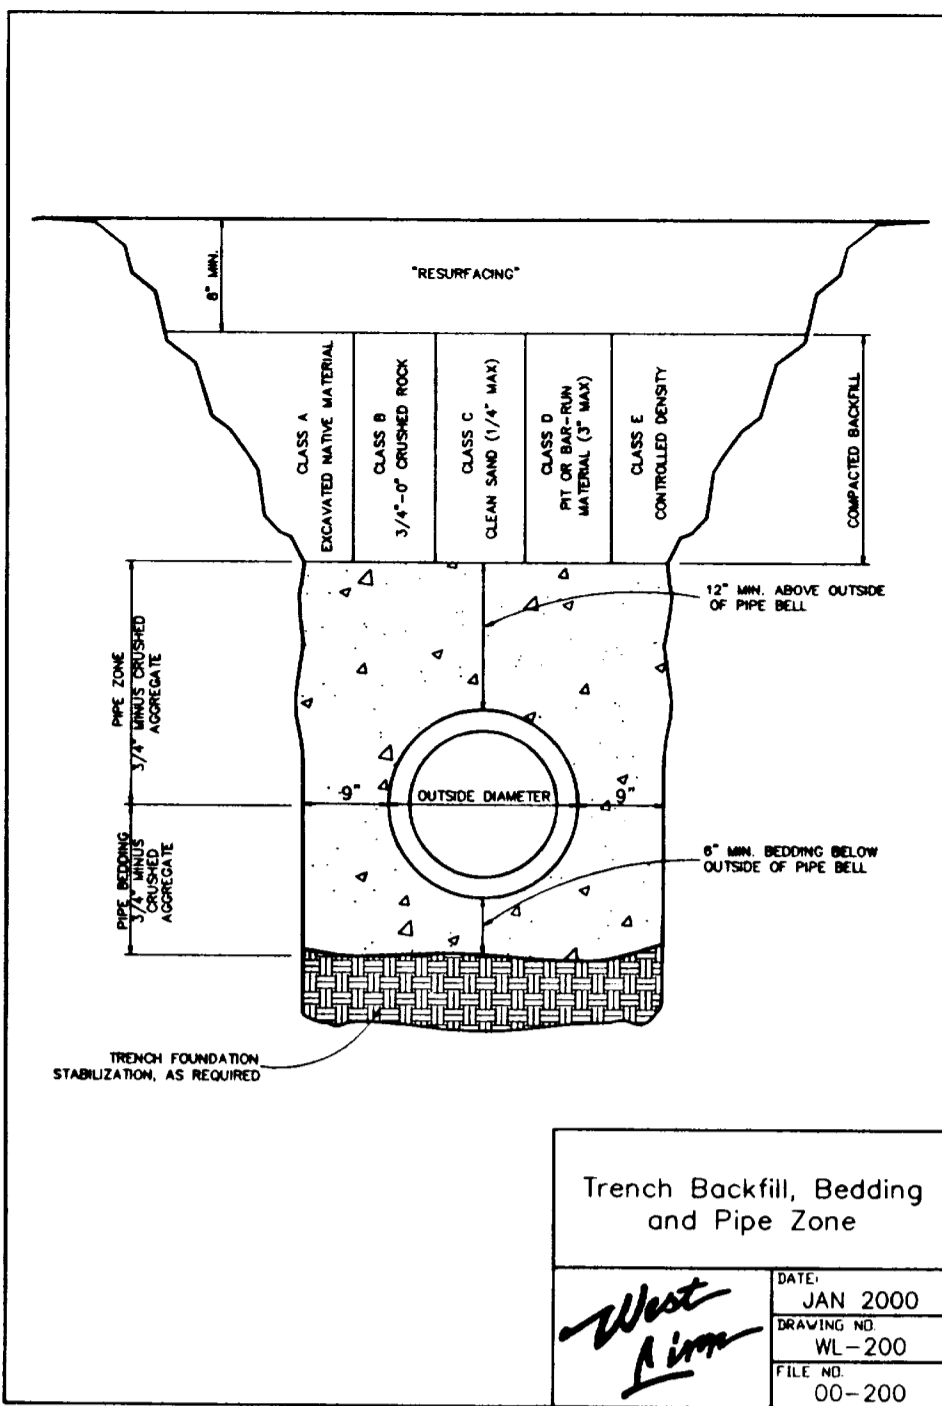 8" MIN.
"RESURFACING"
CLASS A
EXCAVATED NATIVE MATERIAL
CLASS B
3/4"-0" CRUSHED ROCK
CLASS C
CLEAN SAND (1/4" MAX)
CLASS D
PIT OR BAR-RUN
MATERIAL (3" MAX)
CLASS E
CONTROLLED DENSITY
COMPACTED BACKFILL
12" MIN. ABOVE OUTSIDE
OF PIPE BELL
PIPE ZONE
3/4" MINUS CRUSHED
AGGREGATE
9"
OUTSIDE DIAMETER
9"
PIPE BEDDING
3/4" MINUS
CRUSHED
AGGREGATE
6" MIN. BEDDING BELOW
OUTSIDE OF PIPE BELL
TRENCH FOUNDATION
STABILIZATION, AS REQUIRED
Trench Backfill, Bedding
and Pipe Zone
West
Linn
DATE:
JAN 2000
DRAWING NO.
WL-200
FILE NO.
00-200